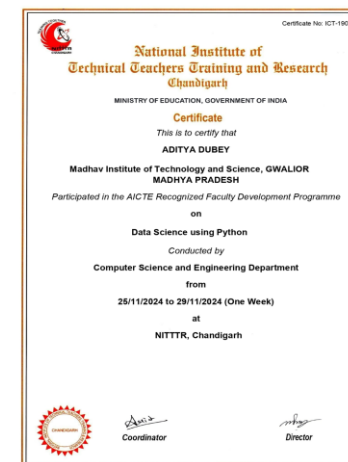 Certificate No: ICT-190
National Institute of
Technical Teachers Training and Research
Chandigarh
MINISTRY OF EDUCATION, GOVERNMENT OF INDIA
Certificate
This is to certify that
ADITYA DUBEY
Madhav Institute of Technology and Science, GWALIOR
MADHYA PRADESH
Participated in the AICTE Recognized Faculty Development Programme
on
Data Science using Python
Conducted by
Computer Science and Engineering Department
from
25/11/2024 to 29/11/2024 (One Week)
at
NITTTR, Chandigarh
Coordinator
Director